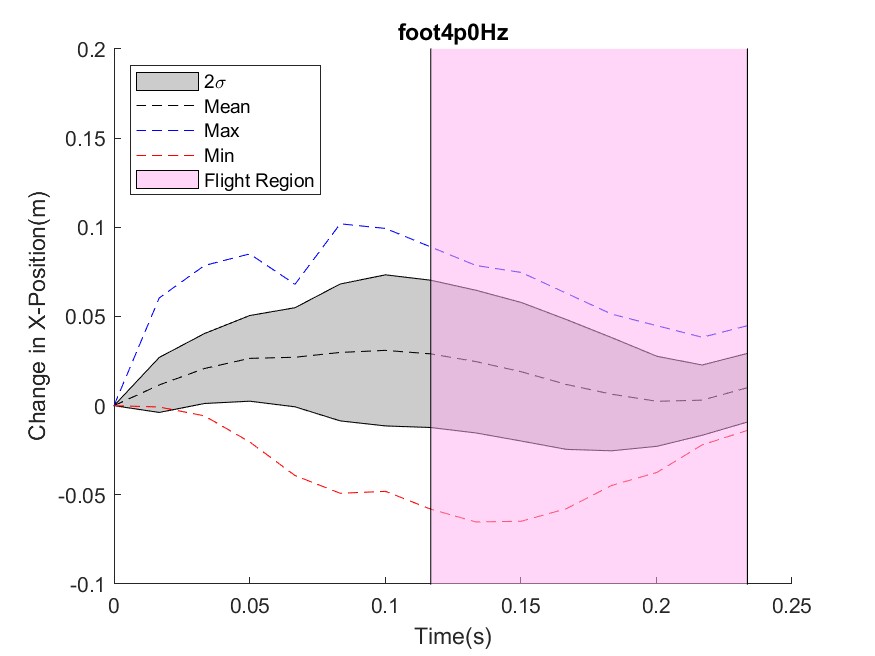 foot4p0Hz
0.2
0.15
0.1
0.05
0
-0.05
-0.1
Change in X-Position(m)
2σ
Mean
Max
Min
Flight Region
0 0.05 0.1 0.15 0.2 0.25
Time(s)